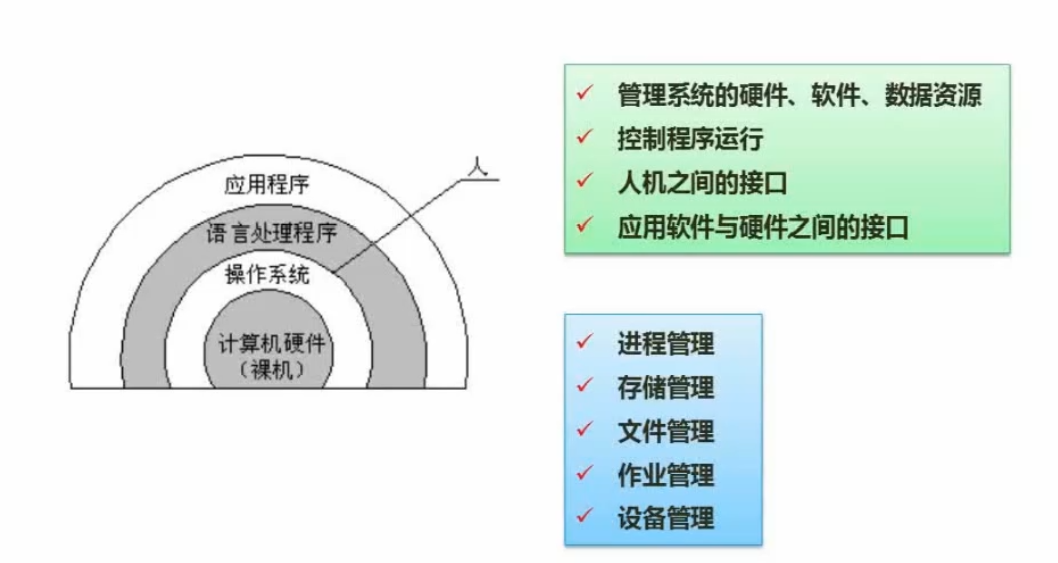 人
应用程序
语言处理程序
操作系统
计算机硬件
（裸机）
管理系统的硬件、软件、数据资源
控制程序运行
人机之间的接口
应用软件与硬件之间的接口
进程管理
存储管理
文件管理
作业管理
设备管理